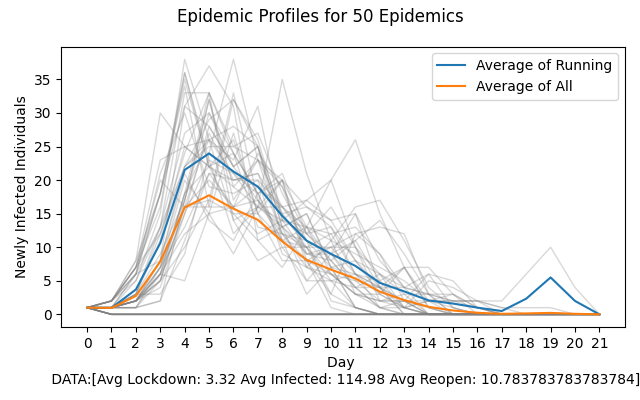 Epidemic Profiles for 50 Epidemics
Average of Running
Average of All
Newly Infected Individuals
35
30
25
20
15
10
5
0
0 1 2 3 4 5 6 7 8 9 10 11 12 13 14 15 16 17 18 19 20 21
Day
DATA:[Avg Lockdown: 3.32 Avg Infected: 114.98 Avg Reopen: 10.783783783783784]